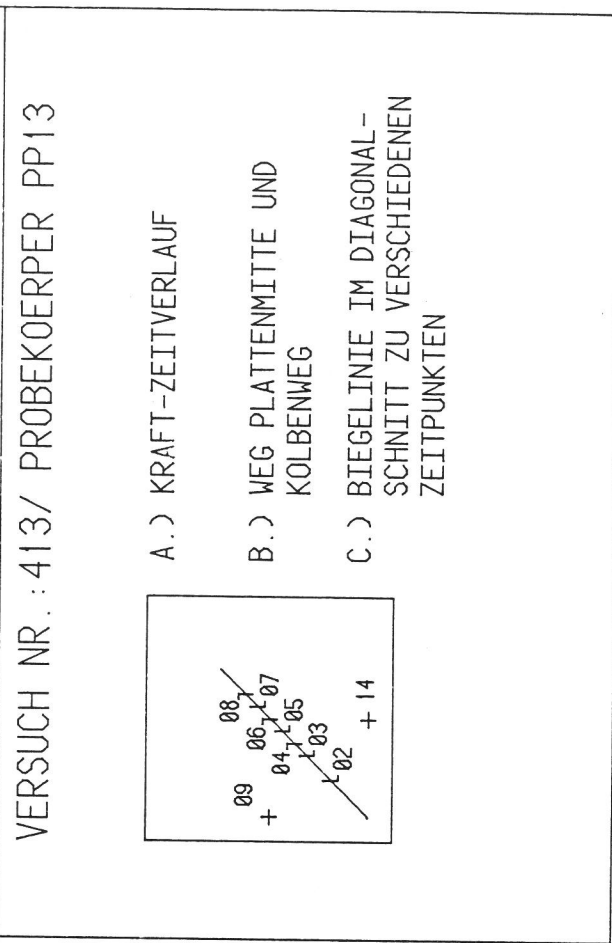 VERSUCH NR.:413/ PROBEKOERPER PP13
A.) KRAFT-ZEITVERLAUF
B.) WEG PLATTENMITTE UND
KOLBENWEG
C.) BIEGELINIE IM DIAGONAL-
SCHNITT ZU VERSCHIEDENEN
ZEITPUNKTEN
09
08
07
06
05
04
03
02
14